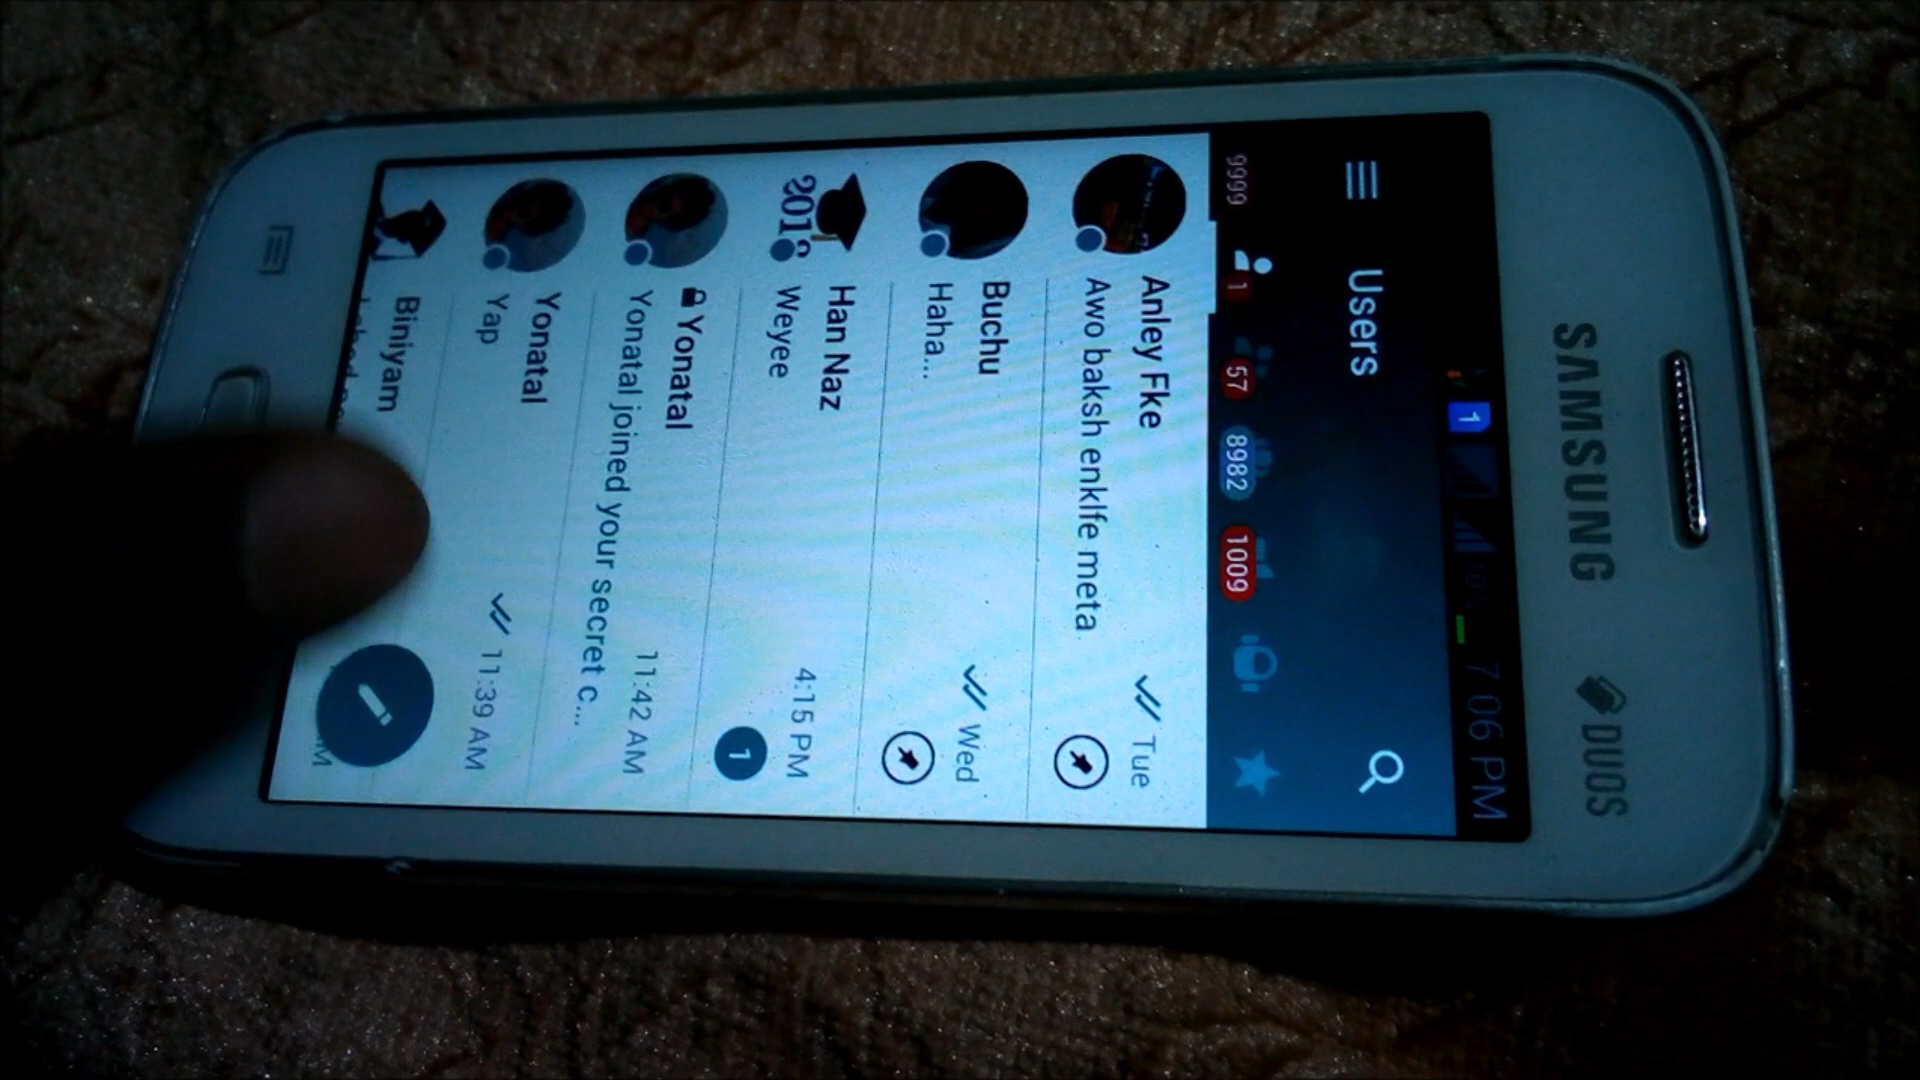 SAMSUNG DUOS
1 7:06 PM
Users
9999 1 57 8982 1009
Anley Fke Tue
Awo baksh enklfe meta
Buchu Wed
Haha...
2018
Han Naz 4:15 PM
Weyee 1
Yonatal 11:42 AM
Yonatal joined your secret c...
Yonatal 11:39 AM
Yap
Biniyam